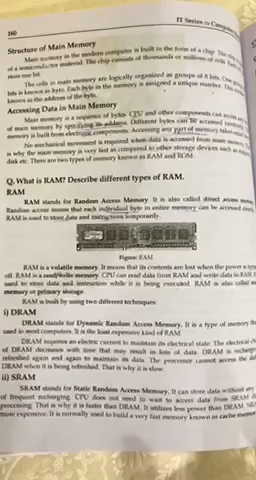 160
IT Series
Structure of Main Memory
Main memory in the modern computer is built in the form of a chip. The chip
of a semiconductor material. The chip consists of thousands or millions of cells. Each
store one bit.
The cells in main memory are logically organized as groups of 8 bits. One group
bits is known as byte. Each byte in the memory is assigned a unique number. This
known as the address of the byte.
Accessing Data in Main Memory
Main memory is a sequence of bytes. CPU and other components can access any
of main memory by specifying its address. Different bytes can be accessed randomly
memory is built from electronic components. Accessing any part of memory takes
No mechanical movement is required when data is accessed from main memory.
is why the main memory is very fast as compared to other storage devices such as
disk etc. There are two types of memory known as RAM and ROM.
Q. What is RAM? Describe different types of RAM.
RAM
RAM stands for Random Access Memory. It is also called direct access memory.
Random access means that each individual byte in entire memory can be accessed directly.
RAM is used to store data and instructions temporarily.
Figure: RAM
RAM is a volatile memory. It means that its contents are lost when the power is turned
off. RAM is a read/write memory. CPU can read data from RAM and write data to RAM. It
used to store data and instruction while it is being executed. RAM is also called
memory or primary storage.
RAM is built by using two different techniques:
i) DRAM
DRAM stands for Dynamic Random Access Memory. It is a type of memory
used in most computers. It is the least expensive kind of RAM.
DRAM requires an electric current to maintain its electrical state. The electrical
of DRAM decreases with time that may result in loss of data. DRAM is
refreshed again and again to maintain its data. The processor cannot access the
DRAM when it is being refreshed. That is why it is slow.
ii) SRAM
SRAM stands for Static Random Access Memory. It can store data without any
of frequent recharging. CPU does not need to wait to access data from SRAM
processing. That is why it is faster than DRAM. It utilizes less power than DRAM.
more expensive. It is normally used to build a very fast memory known as cache memory.